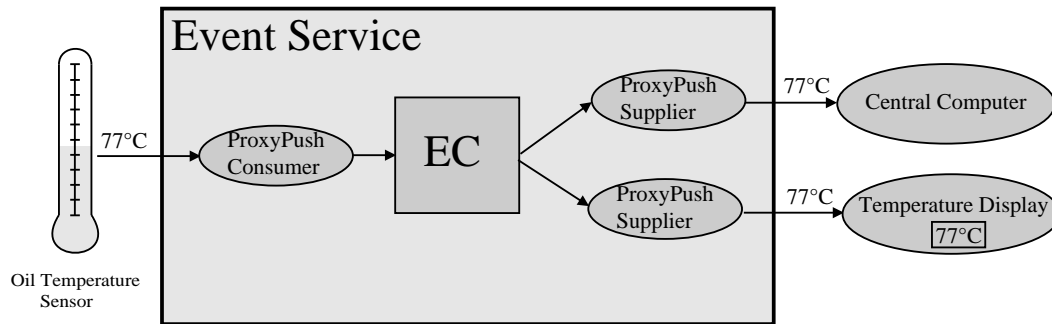 Event Service
77°C
ProxyPush
Consumer
EC
ProxyPush
Supplier
77°C
Central Computer
ProxyPush
Supplier
77°C
Temperature Display
77°C
Oil Temperature
Sensor